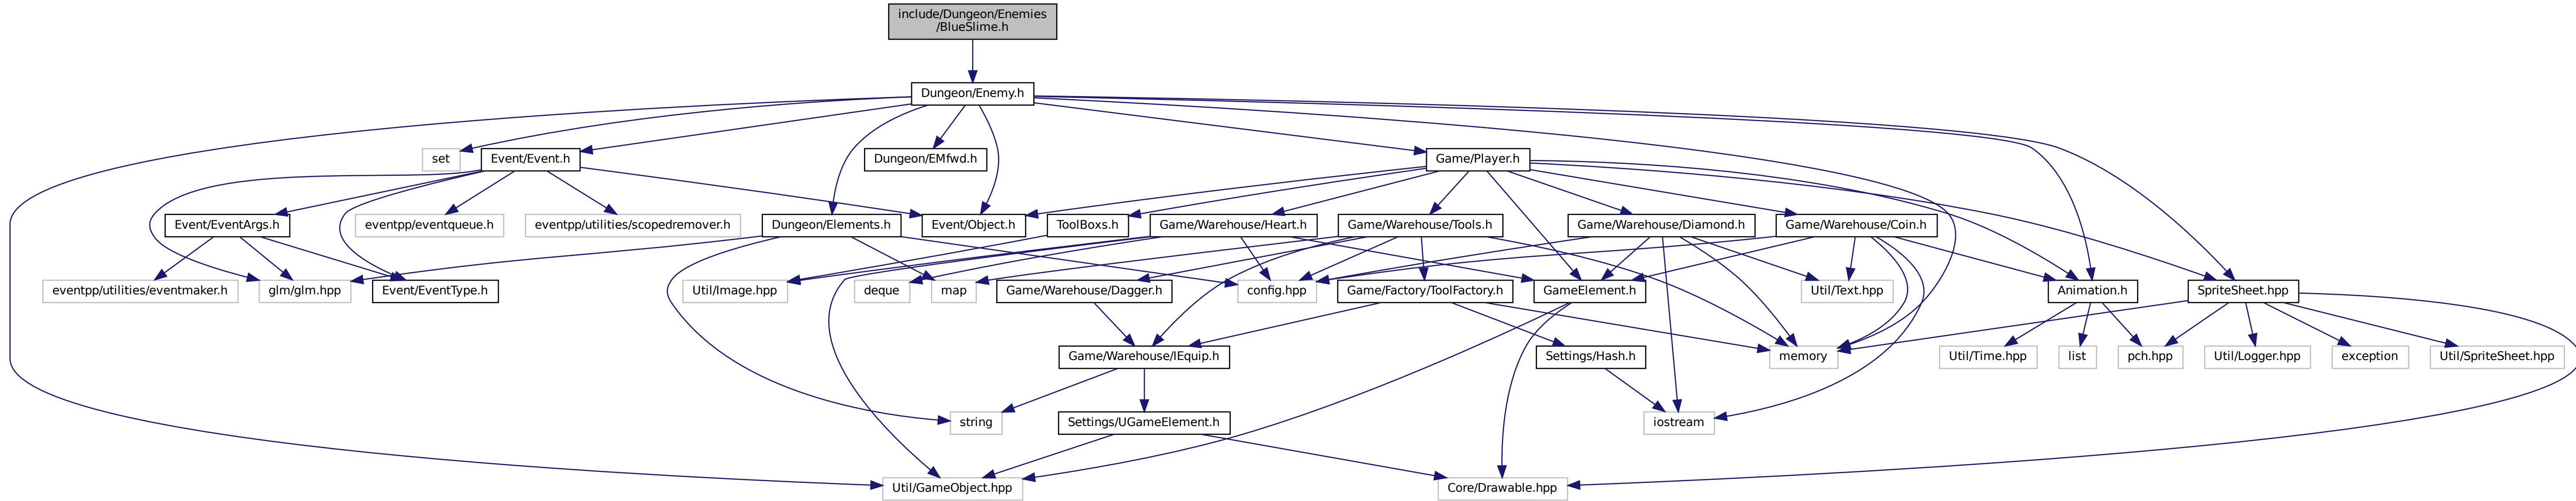 include/Dungeon/Enemies
/BlueSlime.h
Dungeon/Enemy.h
set
Event/Event.h
Dungeon/EMfwd.h
Game/Player.h
Event/EventArgs.h
eventpp/eventqueue.h
eventpp/utilities/scopedremover.h
Dungeon/Elements.h
Event/Object.h
ToolBoxs.h
Game/Warehouse/Heart.h
Game/Warehouse/Tools.h
Game/Warehouse/Diamond.h
Game/Warehouse/Coin.h
eventpp/utilities/eventmaker.h
glm/glm.hpp
Event/EventType.h
Util/Image.hpp
deque
map
Game/Warehouse/Dagger.h
config.hpp
Game/Factory/ToolFactory.h
GameElement.h
Util/Text.hpp
Animation.h
SpriteSheet.hpp
Game/Warehouse/IEquip.h
Settings/Hash.h
memory
Util/Time.hpp
list
pch.hpp
Util/Logger.hpp
exception
Util/SpriteSheet.hpp
string
Settings/UGameElement.h
iostream
Util/GameObject.hpp
Core/Drawable.hpp